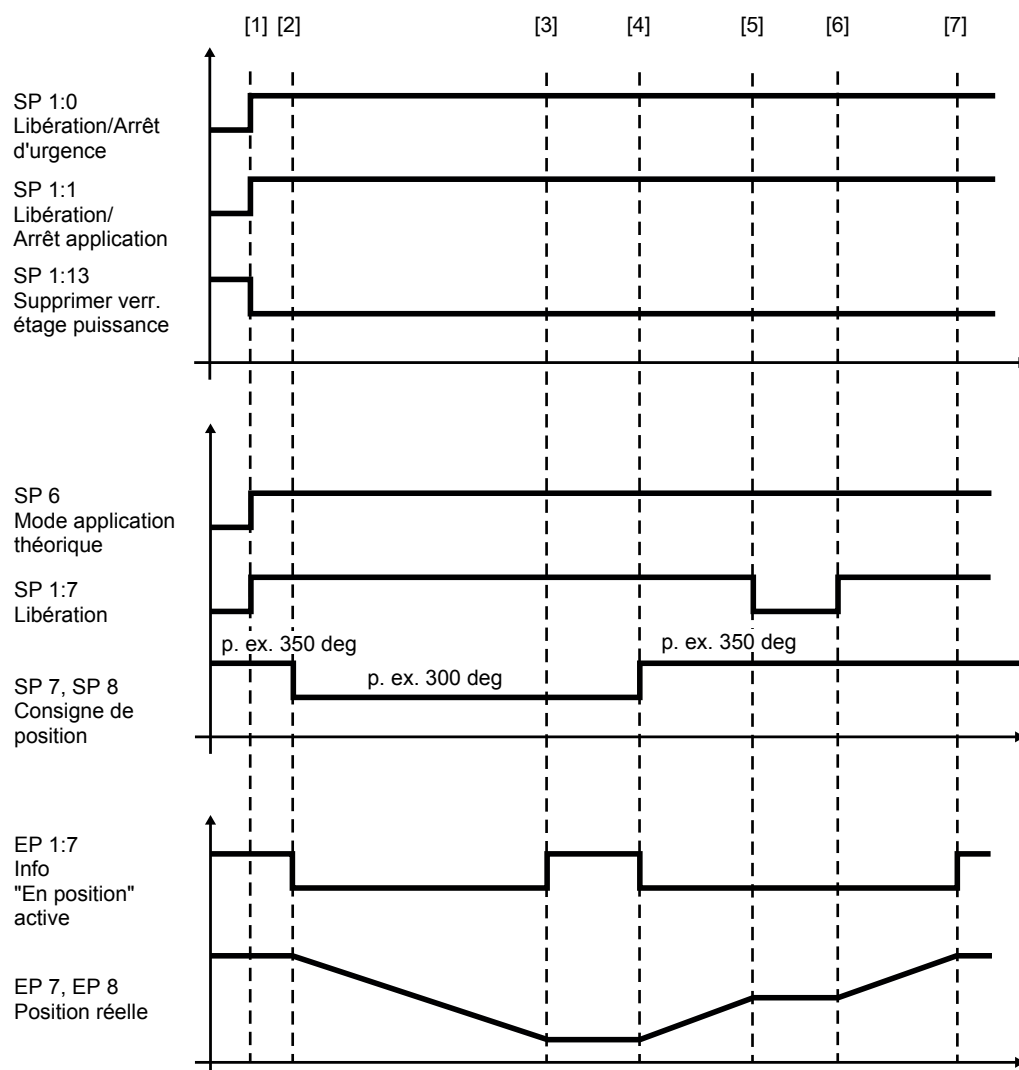 [1] [2] [3] [4] [5] [6] [7]
SP 1:0
Libération/Arrêt
d'urgence
SP 1:1
Libération/
Arrêt application
SP 1:13
Supprimer verr.
étage puissance
SP 6
Mode application
théorique
SP 1:7
Libération
p. ex. 350 deg
p. ex. 300 deg
p. ex. 350 deg
SP 7, SP 8
Consigne de
position
EP 1:7
Info
"En position"
active
EP 7, EP 8
Position réelle